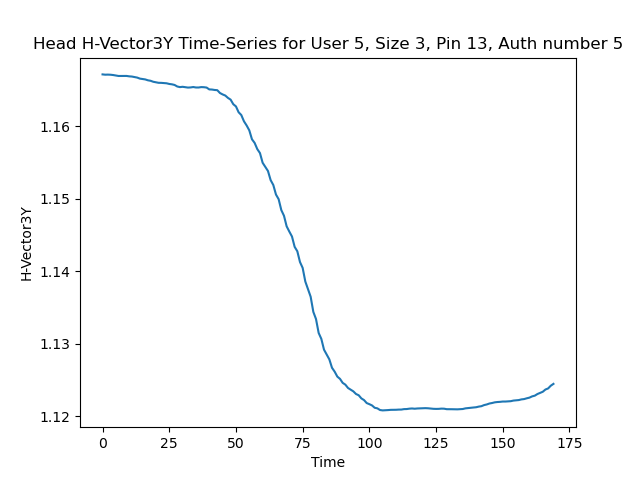 Head H-Vector3Y Time-Series for User 5, Size 3, Pin 13, Auth number 5
1.16
1.15
1.14
1.13
1.12
H-Vector3Y
0 25 50 75 100 125 150 175
Time